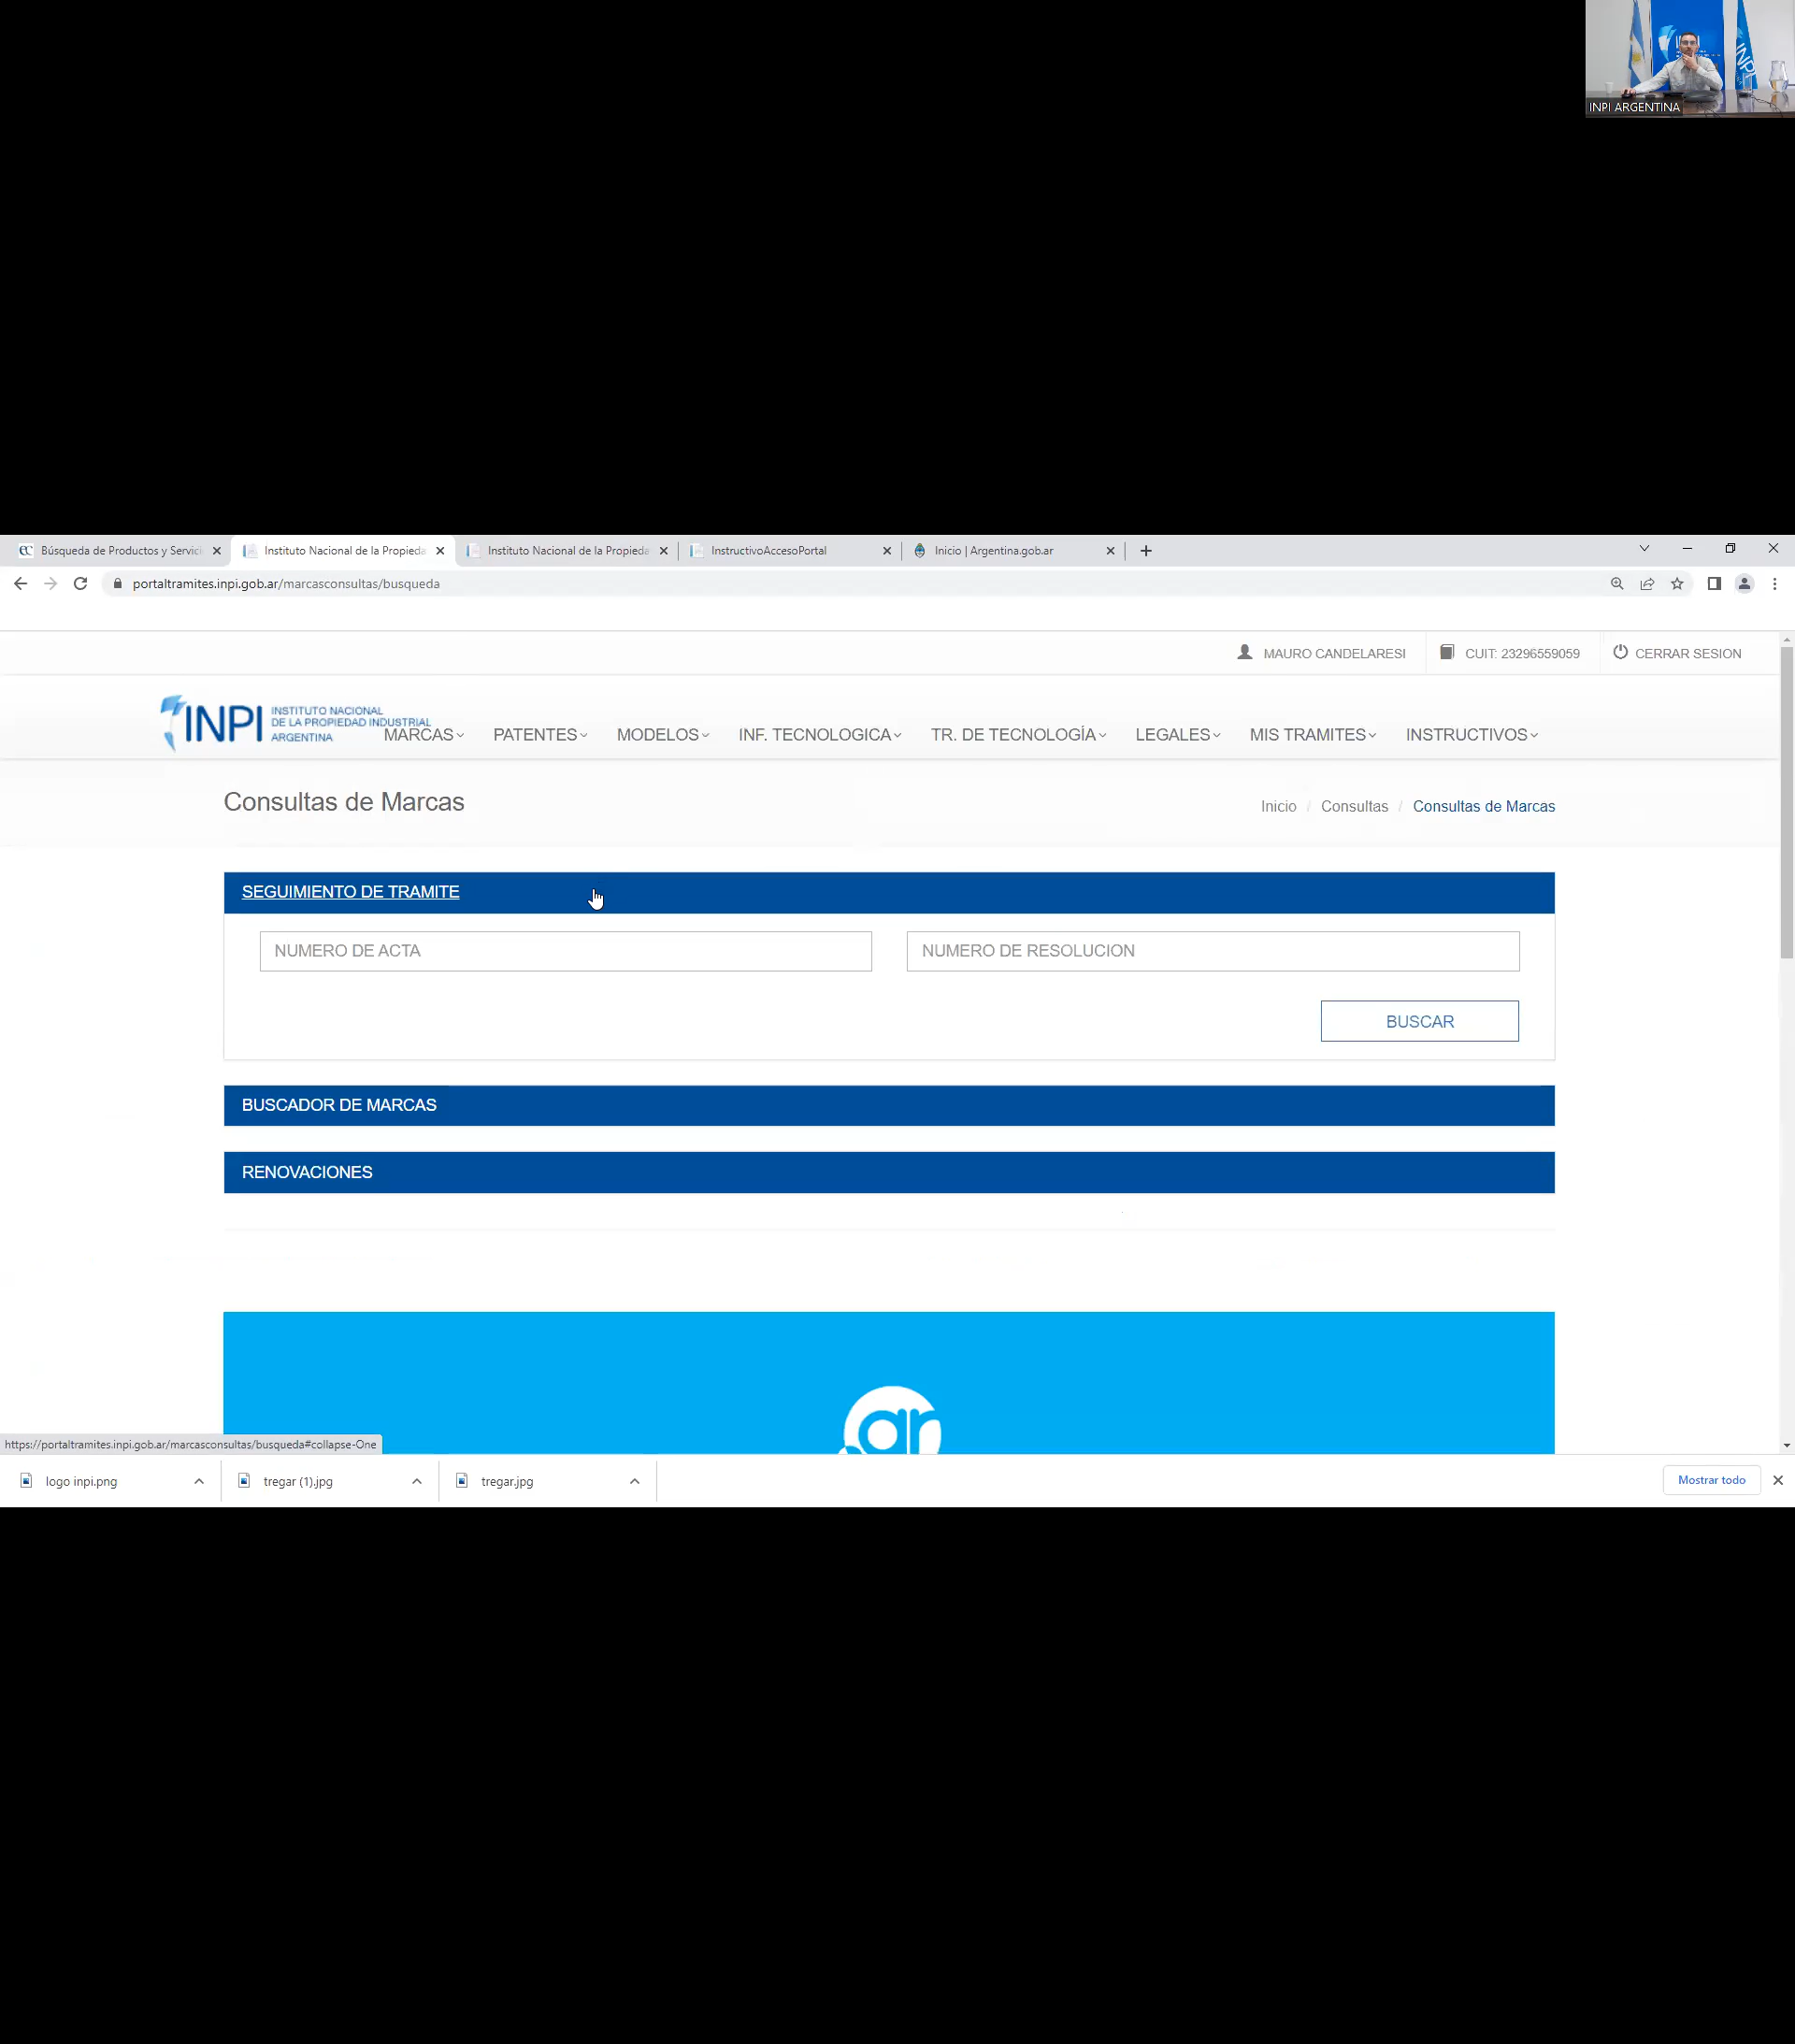 INPI
INPI
INPI ARGENTINA
Búsqueda de Productos y Servici
Instituto Nacional de la Propieda
Instituto Nacional de la Propieda
InstructivoAccesoPortal
Inicio | Argentina.gob.ar
portaltramites.inpi.gob.ar/marcasconsultas/busqueda
MAURO CANDELARESI
CUIT: 23296559059
CERRAR SESION
INPI
INSTITUTO NACIONAL
DE LA PROPIEDAD INDUSTRIAL
ARGENTINA
MARCAS
PATENTES
MODELOS
INF. TECNOLOGICA
TR. DE TECNOLOGÍA
LEGALES
MIS TRAMITES
INSTRUCTIVOS
Consultas de Marcas
Inicio / Consultas / Consultas de Marcas
SEGUIMIENTO DE TRAMITE
NUMERO DE ACTA
NUMERO DE RESOLUCION
BUSCAR
BUSCADOR DE MARCAS
RENOVACIONES
.ar
https://portaltramites.inpi.gob.ar/marcasconsultas/busqueda#collapse-One
logo inpi.png
tregar (1).jpg
tregar.jpg
Mostrar todo